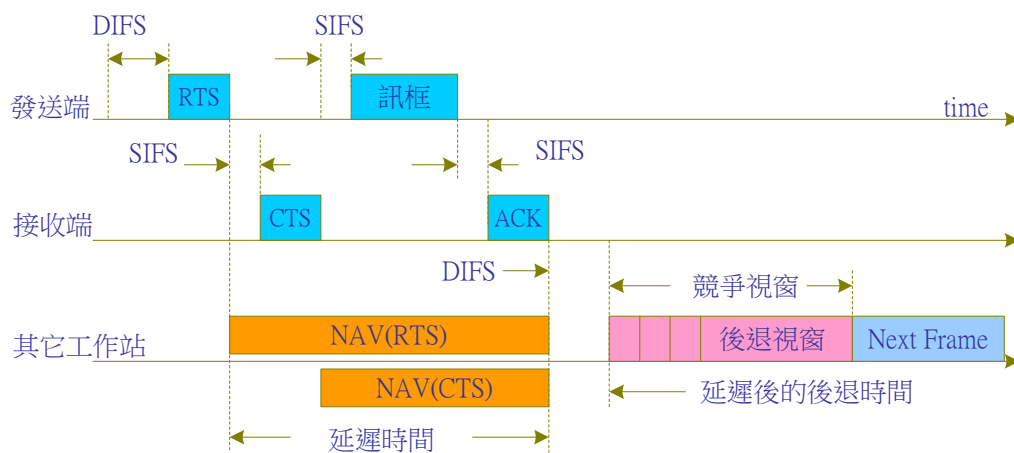 DIFS
SIFS
RTS
訊框
發送端
time
SIFS
SIFS
CTS
ACK
接收端
DIFS
競爭視窗
NAV(RTS)
後退視窗
Next Frame
其它工作站
NAV(CTS)
延遲後的後退時間
延遲時間